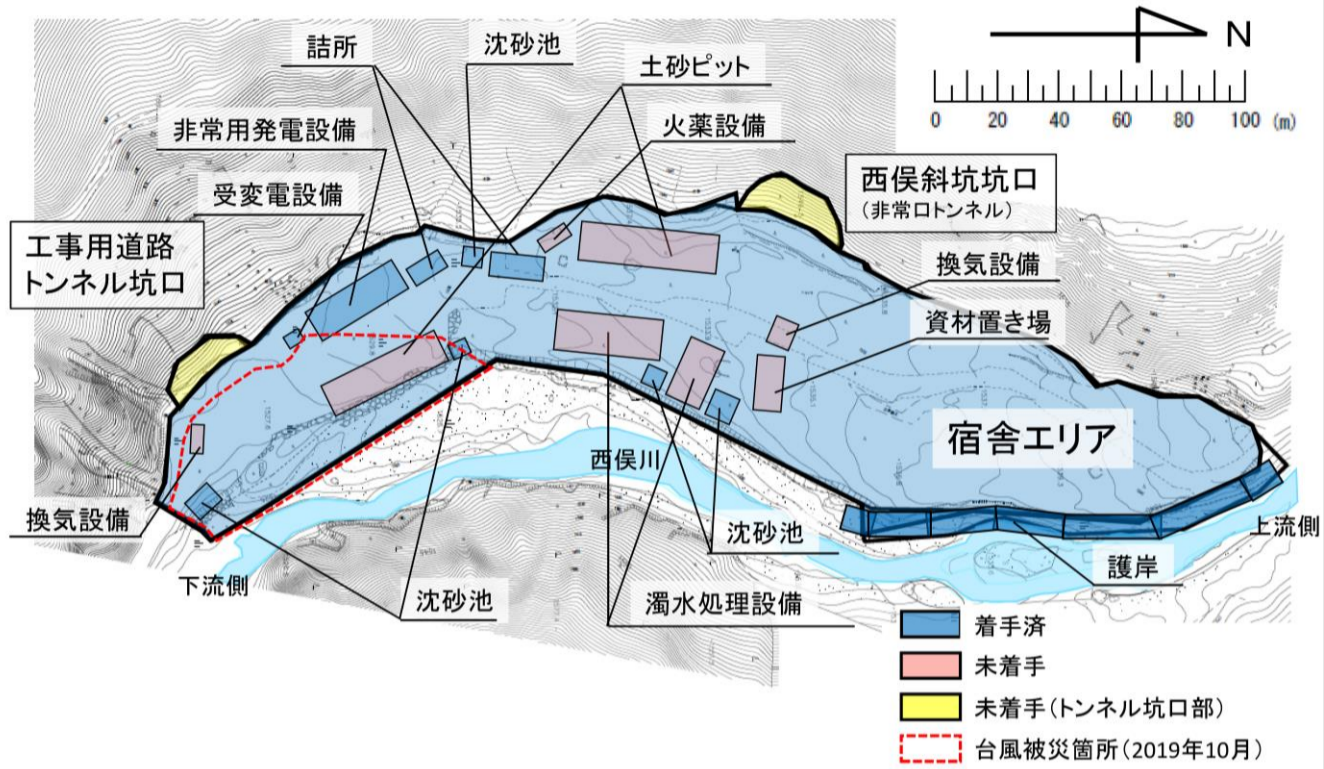 詰所
沈砂池
土砂ピット
火薬設備
非常用発電設備
受変電設備
工事用道路
トンネル坑口
N
0 20 40 60 80 100 (m)
西俣斜坑坑口
(非常口トンネル)
換気設備
資材置き場
宿舎エリア
西俣川
換気設備
下流側
沈砂池
沈砂池
濁水処理設備
護岸
上流側
着手済
未着手
未着手(トンネル坑口部)
台風被災箇所(2019年10月)